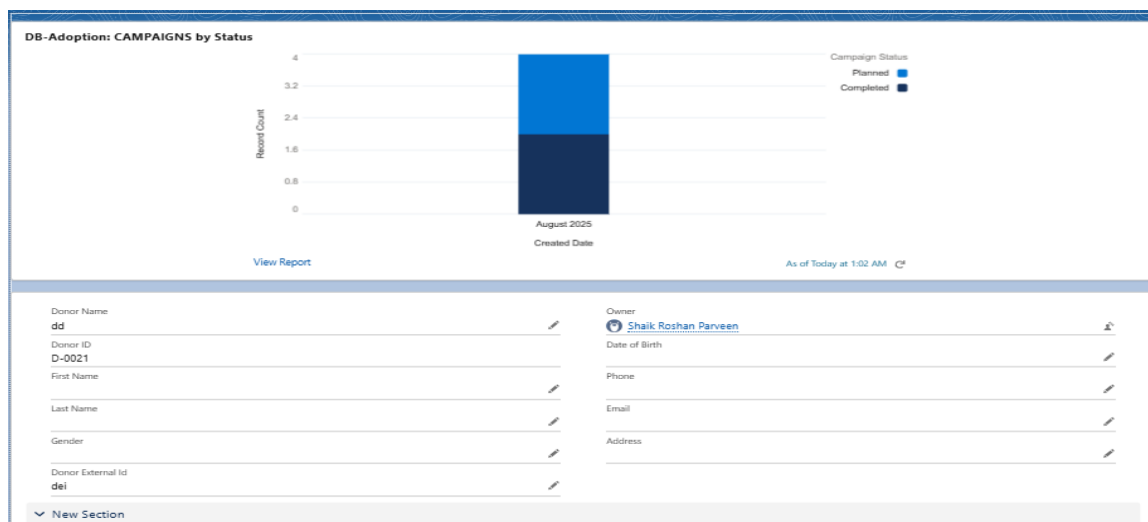 DB-Adoption: CAMPAIGNS by Status
4
3.2
2.4
1.6
0.8
0
Record Count
August 2025
Created Date
Campaign Status
Planned
Completed
View Report
As of Today at 1:02 AM
Donor Name
dd
Owner
Shaik Roshan Parveen
Donor ID
D-0021
Date of Birth
First Name
Phone
Last Name
Email
Gender
Address
Donor External Id
dei
New Section